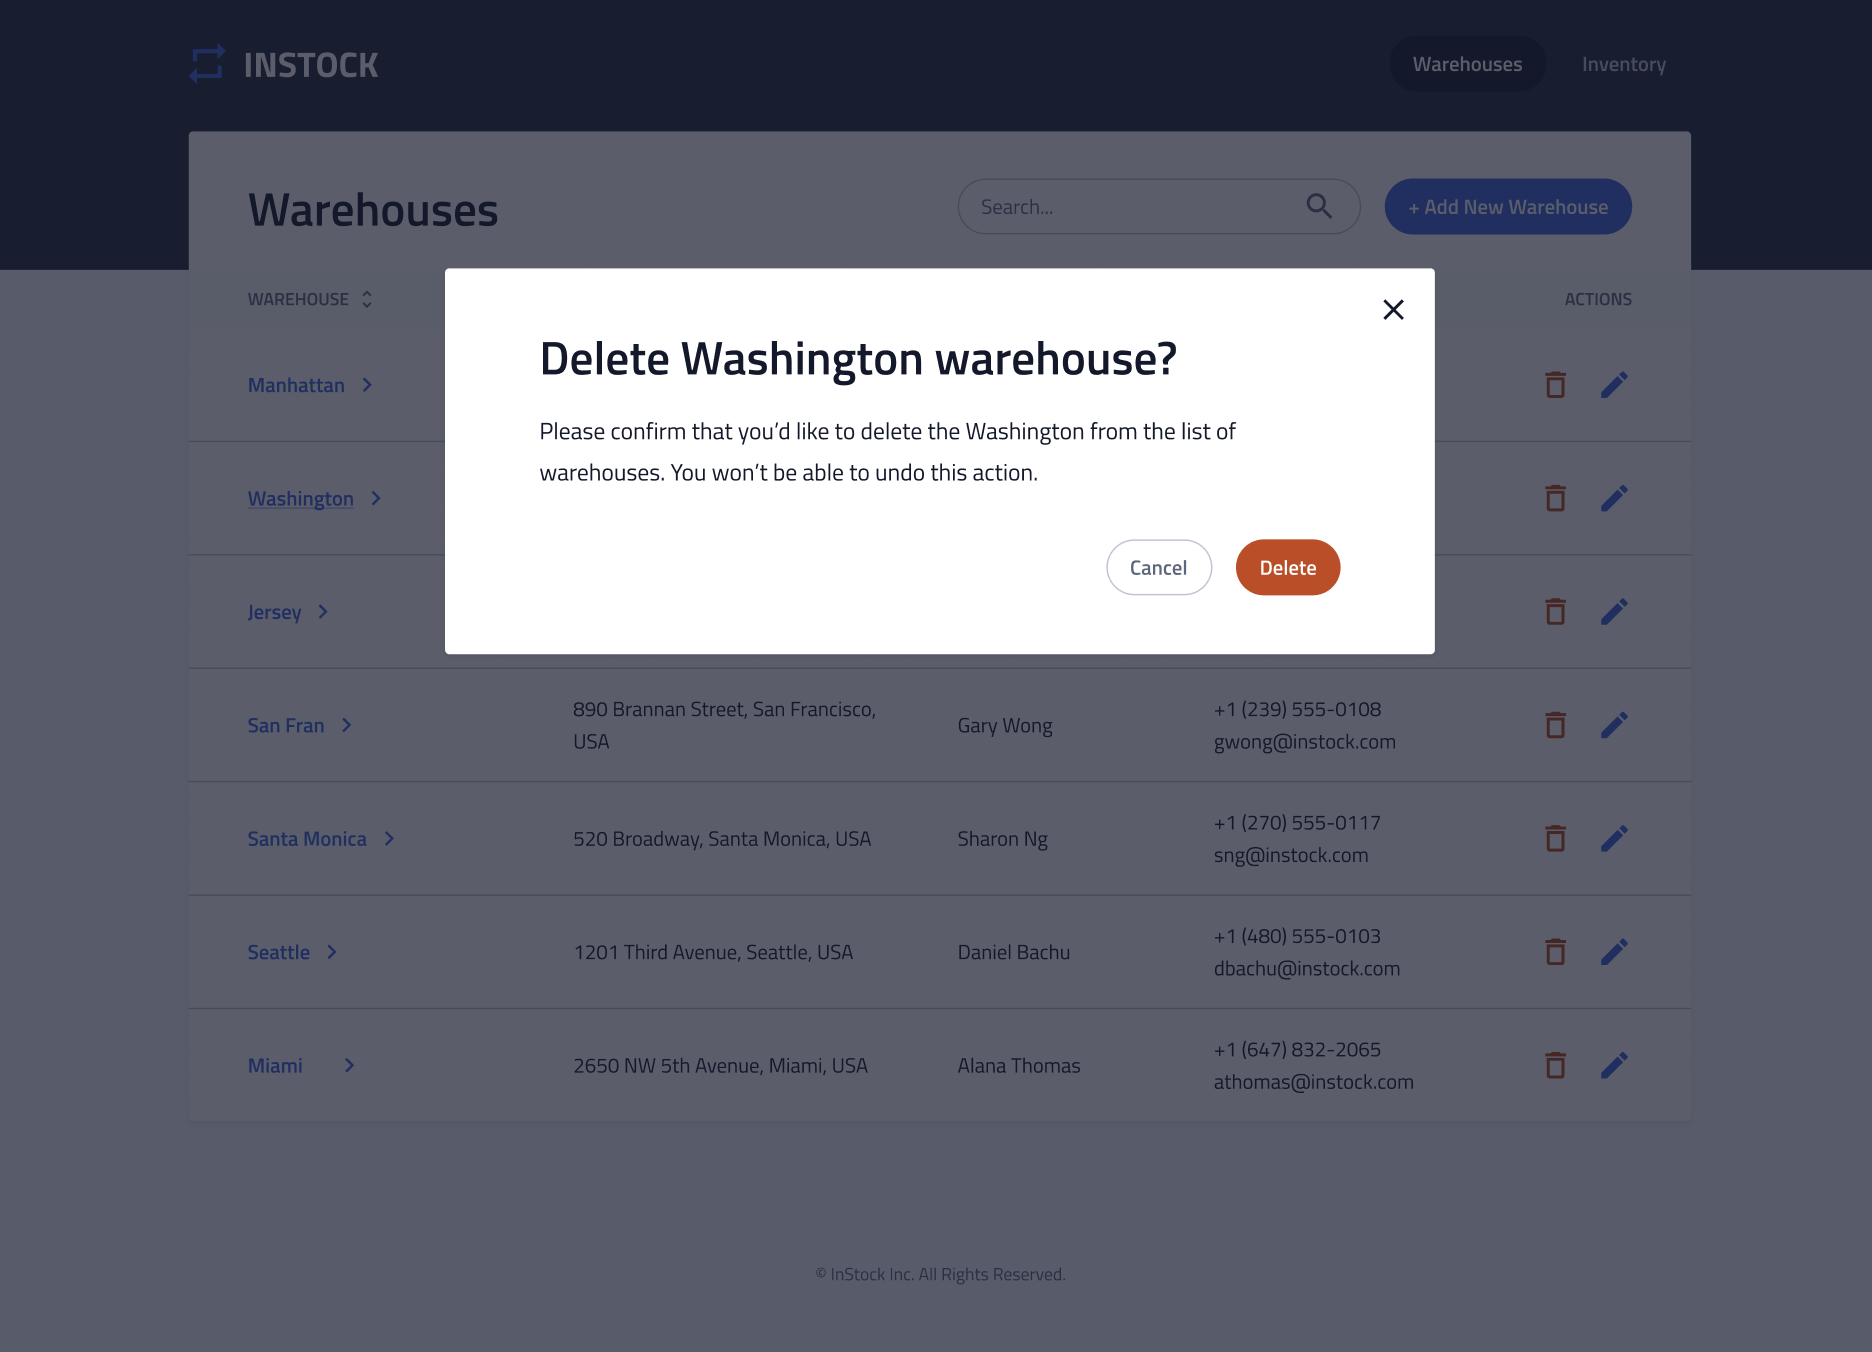 INSTOCK
Warehouses
Inventory
Warehouses
Search...
+ Add New Warehouse
WAREHOUSE
ACTIONS
Delete Washington warehouse?
Please confirm that you’d like to delete the Washington from the list of
warehouses. You won’t be able to undo this action.
Cancel
Delete
Manhattan
Washington
Jersey
San Fran
890 Brannan Street, San Francisco,
USA
Gary Wong
+1 (239) 555-0108
gwong@instock.com
Santa Monica
520 Broadway, Santa Monica, USA
Sharon Ng
+1 (270) 555-0117
sng@instock.com
Seattle
1201 Third Avenue, Seattle, USA
Daniel Bachu
+1 (480) 555-0103
dbachu@instock.com
Miami
2650 NW 5th Avenue, Miami, USA
Alana Thomas
+1 (647) 832-2065
athomas@instock.com
© InStock Inc. All Rights Reserved.